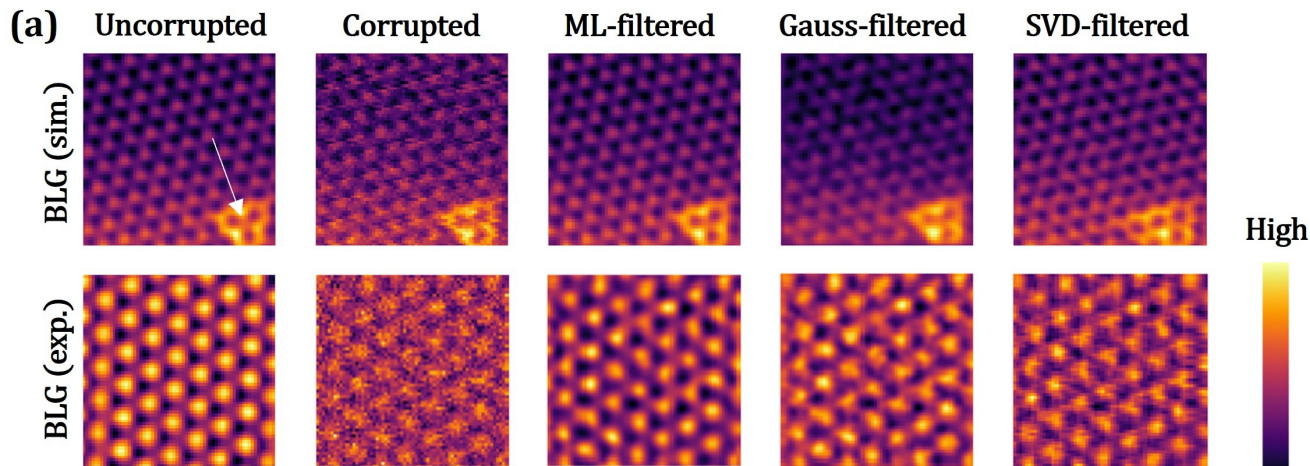 (a) Uncorrupted Corrupted ML-filtered Gauss-filtered SVD-filtered
BLG (sim.)
High
BLG (exp.)